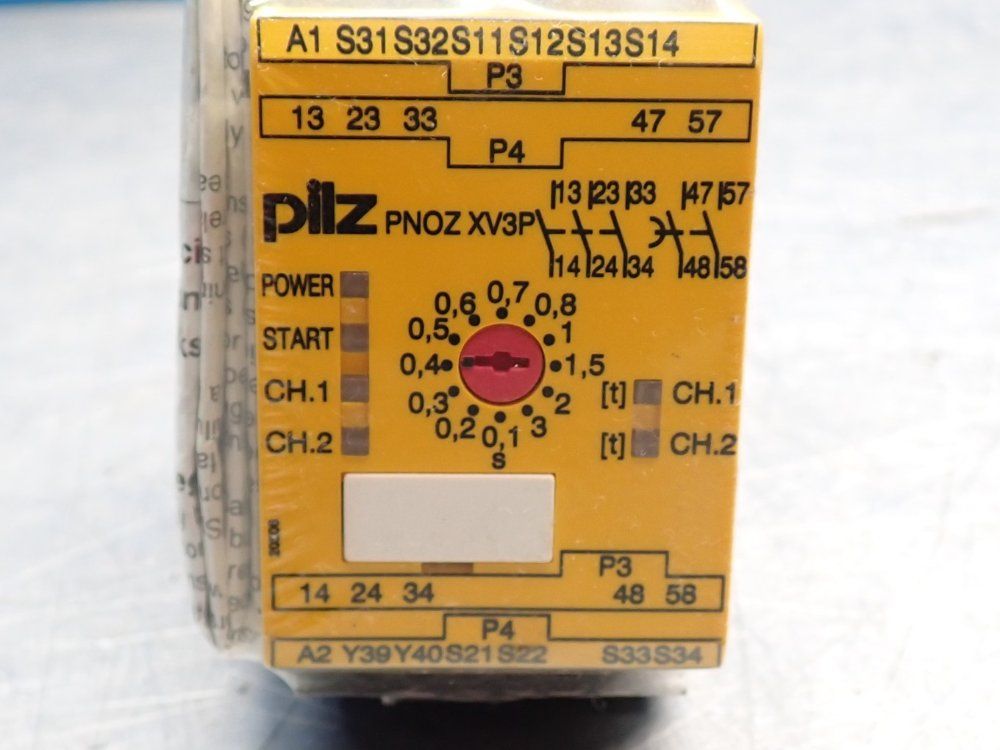 A1 S31 S32 S11 S12 S13 S14
P3
13 23 33 47 57
P4
pilz PNOZ XV3P
13 23 33 47 57
14 24 34 48 58
POWER
START
CH.1
CH.2
0,1 0,2 0,3 0,4 0,5 0,6 0,7 0,8 1 1,5 2 3
s
[t] CH.1
[t] CH.2
P3
14 24 34 48 58
P4
A2 Y39 Y40 S21 S22 S33 S34